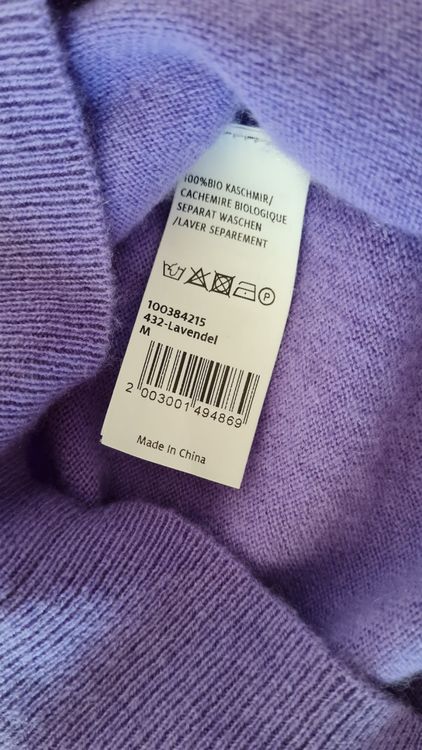 100%BIO KASCHMIR/
CACHEMIRE BIOLOGIQUE
SEPARAT WASCHEN
/LAVER SEPAREMENT
P
100384215
432-Lavendel
M
2 003001 494869
Made In China